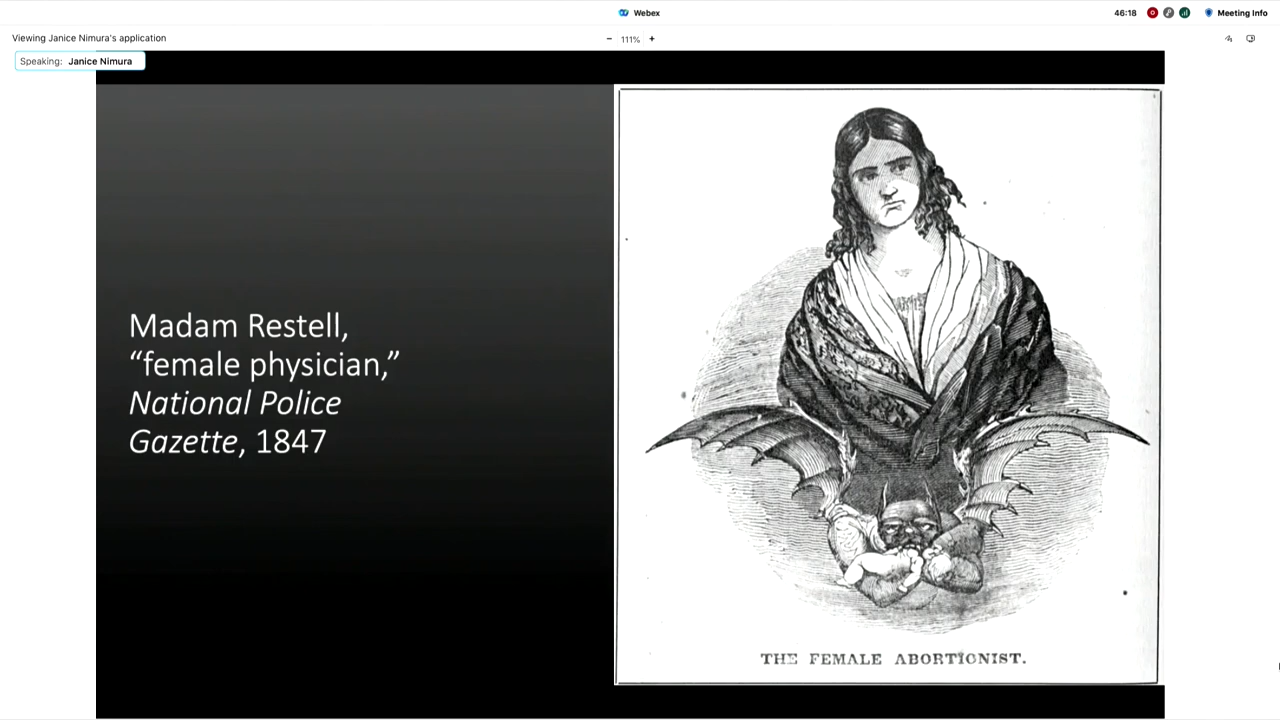 Webex
46:18
Meeting Info
Viewing Janice Nimura's application
− 111% +
Speaking: Janice Nimura
Madam Restell,
“female physician,”
National Police
Gazette, 1847
THE FEMALE ABORTIONIST.